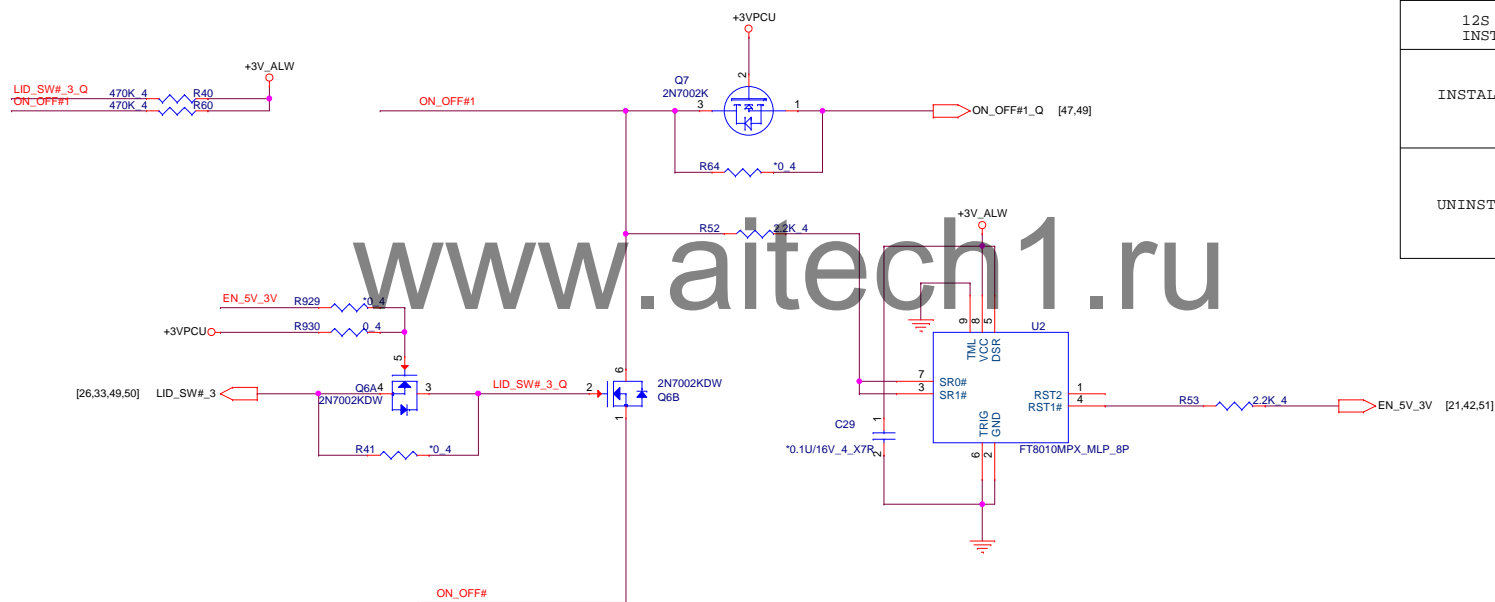 12S
INST
INSTAL
UNINST
+3VPCU
+3V_ALW
LID_SW#_3_Q 470K_4 R40
ON_OFF#1 470K_4 R60
Q7
2N7002K
2
ON_OFF#1 3 1 ON_OFF#1_Q [47,49]
R64 *0_4
+3V_ALW
R52 2.2K_4
www.aitech1.ru
EN_5V_3V R929 *0_4
+3VPCU R930 0_4
9 8 5 U2
TML VCC DSR
5
[26,33,49,50] LID_SW#_3 Q6A 4 3 LID_SW#_3_Q 2
2N7002KDW
6 2N7002KDW
Q6B
1
7 SR0#
3 SR1#
RST2 1
RST1# 4 R53 2.2K_4 EN_5V_3V [21,42,51]
R41 *0_4
C29 1
*0.1U/16V_4_X7R 2
TRIG GND
6 2 FT8010MPX_MLP_8P
ON_OFF#